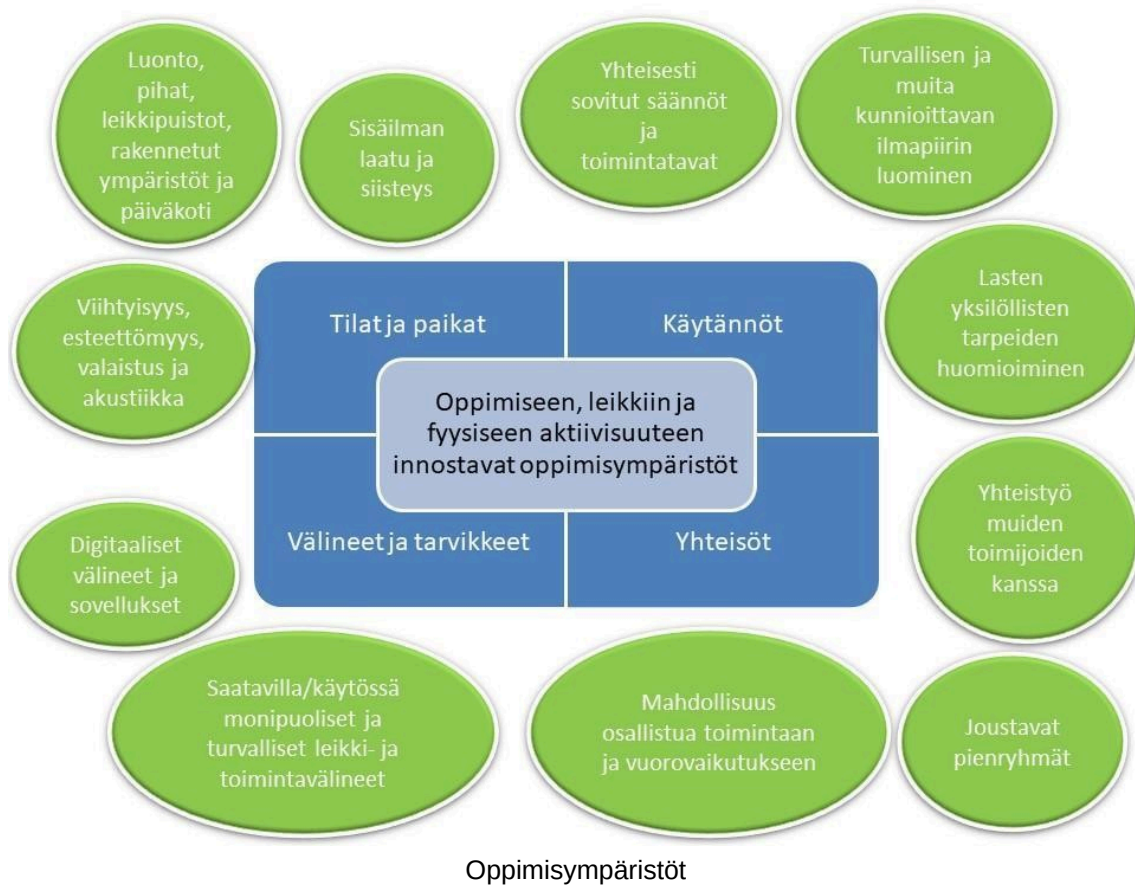 Luonto,
pihat,
leikkipuistot,
rakennetut
ympäristöt ja
päiväkoti
Sisäilman
laatu ja
siisteys
Yhteisesti
sovitut säännöt
ja
toimintatavat
Turvallisen ja
muita
kunnioittavan
ilmapiirin
luominen
Viihtyisyys,
esteettömyys,
valaistus ja
akustiikka
Tilat ja paikat
Käytännöt
Lasten
yksilöllisten
tarpeiden
huomioiminen
Oppimiseen, leikkiin ja
fyysiseen aktiivisuuteen
innostavat oppimisympäristöt
Välineet ja tarvikkeet
Yhteisöt
Digitaaliset
välineet ja
sovellukset
Yhteistyö
muiden
toimijoiden
kanssa
Saatavilla/käytössä
monipuoliset ja
turvalliset leikki- ja
toimintavälineet
Mahdollisuus
osallistua toimintaan
ja vuorovaikutukseen
Joustavat
pienryhmät
Oppimisympäristöt